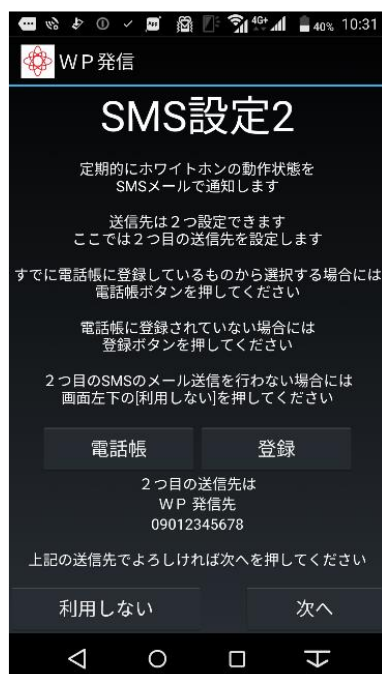 4G+ 40% 10:31
ＷＰ発信
SMS設定2
定期的にホワイトホンの動作状態を
SMSメールで通知します
送信先は２つ設定できます
ここでは２つ目の送信先を設定します
すでに電話帳に登録しているものから選択する場合には
電話帳ボタンを押してください
電話帳に登録されていない場合には
登録ボタンを押してください
２つ目のSMSのメール送信を行わない場合には
画面左下の[利用しない]を押してください
電話帳 登録
２つ目の送信先は
ＷＰ 発信先
09012345678
上記の送信先でよろしければ次へを押してください
利用しない 次へ